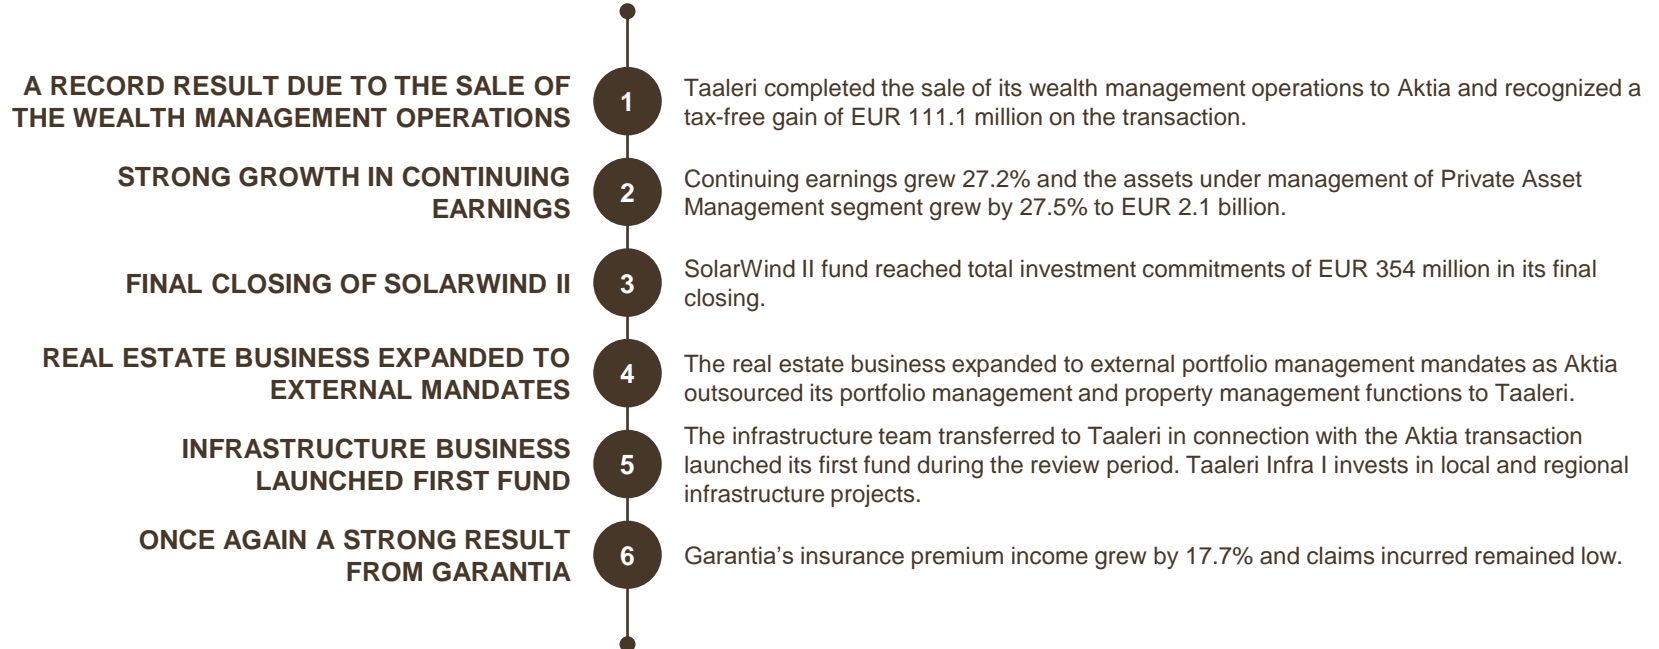 A RECORD RESULT DUE TO THE SALE OF
THE WEALTH MANAGEMENT OPERATIONS
1
Taaleri completed the sale of its wealth management operations to Aktia and recognized a
tax-free gain of EUR 111.1 million on the transaction.
STRONG GROWTH IN CONTINUING
EARNINGS
2
Continuing earnings grew 27.2% and the assets under management of Private Asset
Management segment grew by 27.5% to EUR 2.1 billion.
FINAL CLOSING OF SOLARWIND II
3
SolarWind II fund reached total investment commitments of EUR 354 million in its final
closing.
REAL ESTATE BUSINESS EXPANDED TO
EXTERNAL MANDATES
4
The real estate business expanded to external portfolio management mandates as Aktia
outsourced its portfolio management and property management functions to Taaleri.
INFRASTRUCTURE BUSINESS
LAUNCHED FIRST FUND
5
The infrastructure team transferred to Taaleri in connection with the Aktia transaction
launched its first fund during the review period. Taaleri Infra I invests in local and regional
infrastructure projects.
ONCE AGAIN A STRONG RESULT
FROM GARANTIA
6
Garantia’s insurance premium income grew by 17.7% and claims incurred remained low.